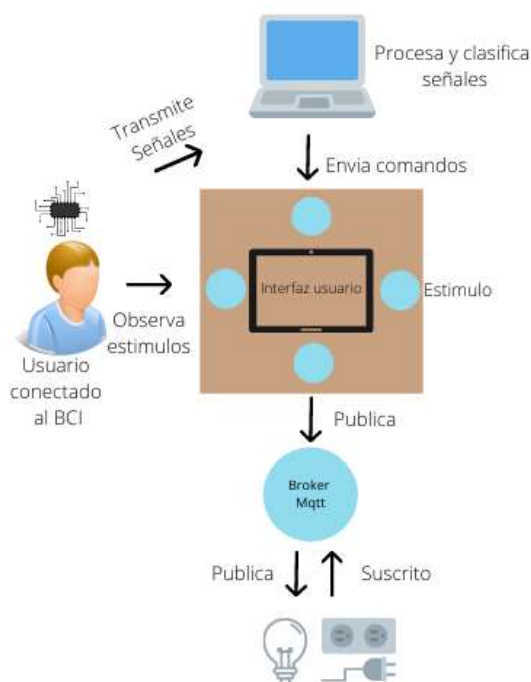 Procesa y clasifica
señales
Transmite
Señales
Envia comandos
Interfaz usuario
Estimulo
Observa
estimulos
Usuario
conectado
al BCI
Publica
Broker
Mqtt
Publica
Suscrito